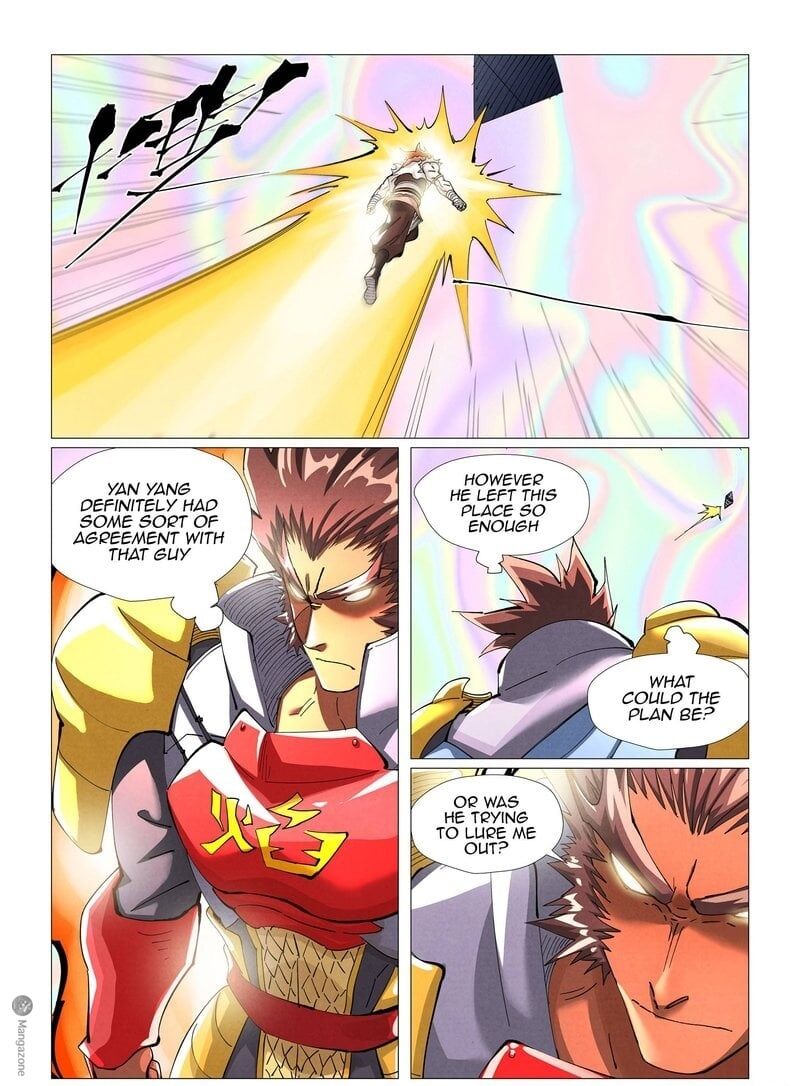 YAN YANG
DEFINITELY HAD
SOME SORT OF
AGREEMENT WITH
THAT GUY
HOWEVER
HE LEFT THIS
PLACE SO
ENOUGH
WHAT
COULD THE
PLAN BE?
焰
OR WAS
HE TRYING
TO LURE ME
OUT?
Mangazone